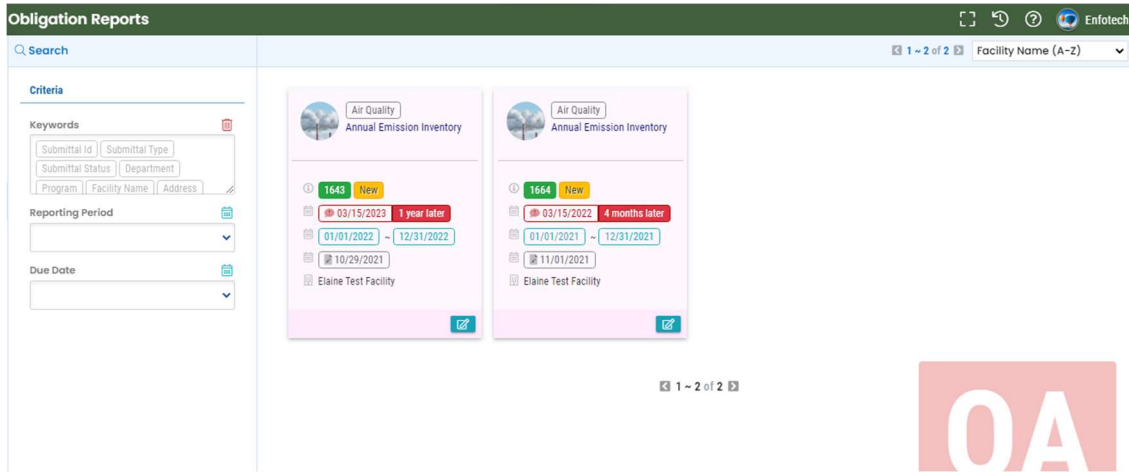 Obligation Reports
Enfotech
Search
1 ~ 2 of 2
Facility Name (A-Z)
Criteria
Keywords
Submittal Id Submittal Type
Submittal Status Department
Program Facility Name Address
Reporting Period
Due Date
Air Quality
Annual Emission Inventory
1643 New
03/15/2023 1 year later
01/01/2022 ~ 12/31/2022
10/29/2021
Elaine Test Facility
Air Quality
Annual Emission Inventory
1664 New
03/15/2022 4 months later
01/01/2021 ~ 12/31/2021
11/01/2021
Elaine Test Facility
1 ~ 2 of 2
QA